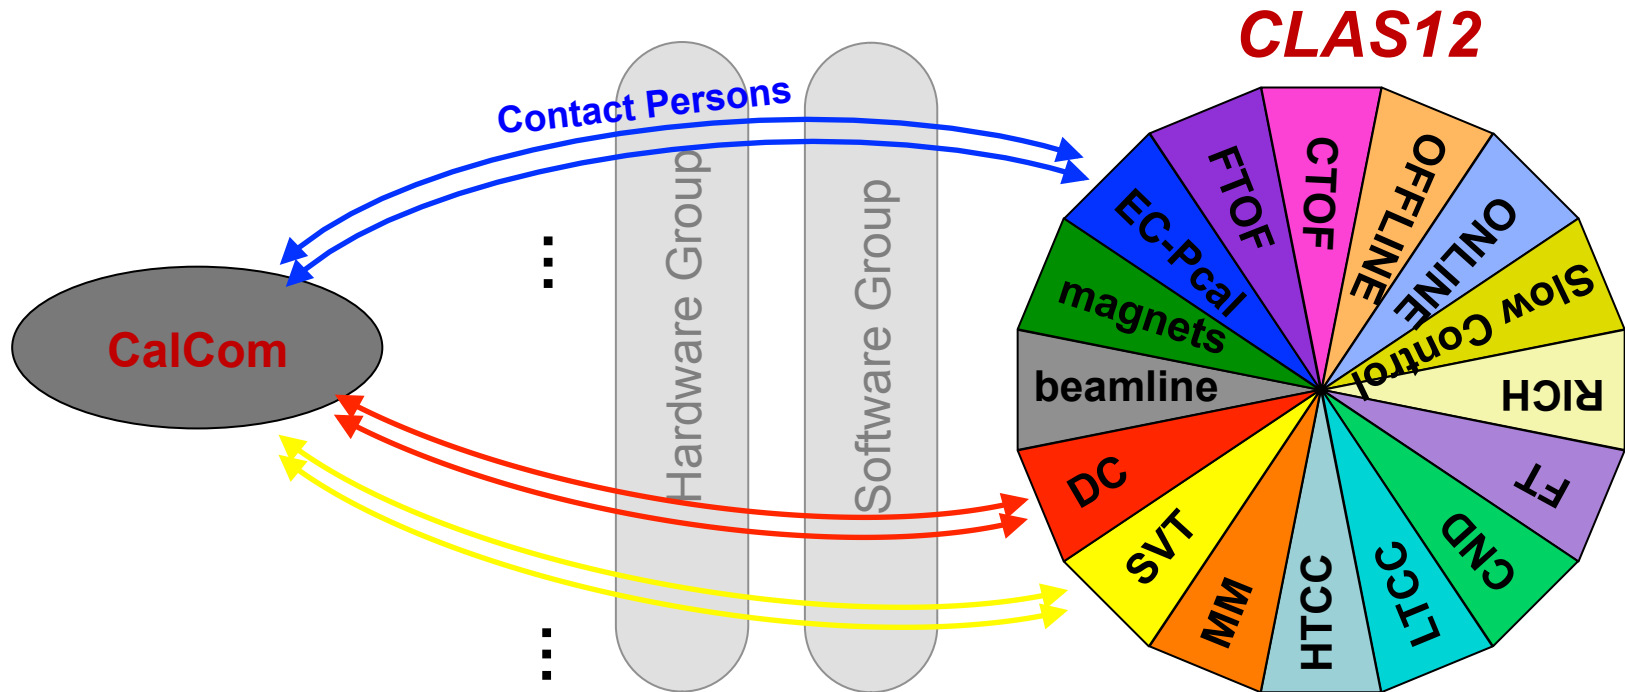 CLAS12
Contact Persons
Hardware Group
Software Group
CalCom
CTOF
OFFLINE
ONLINE
Slow Control
RICH
FT
CND
LTCC
HTCC
MM
SVT
DC
beamline
magnets
EC-Pcal
FTOF
...
...